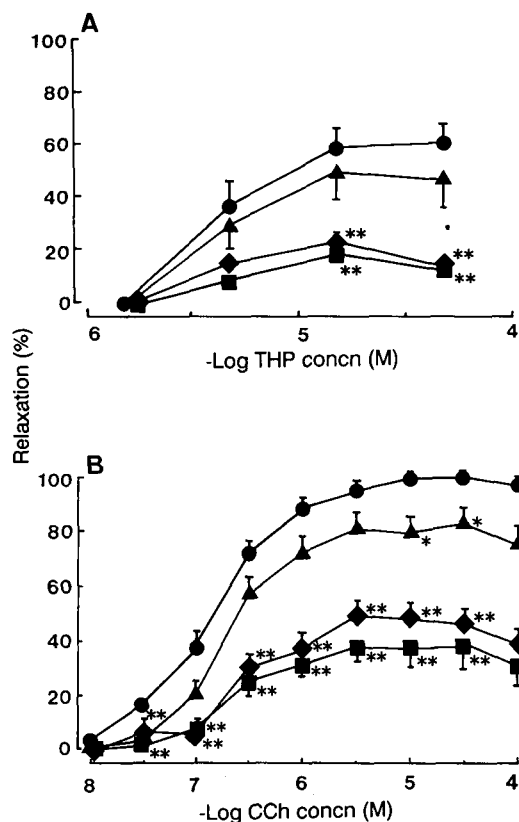 A
100
80
60
40
20
0
** **
** **
6 5 4
-Log THP concn (M)
Relaxation (%)
B
100
80
60
40
20
0
* *
** ** ** ** ** ** **
** ** ** ** ** ** **
8 7 6 5 4
-Log CCh concn (M)